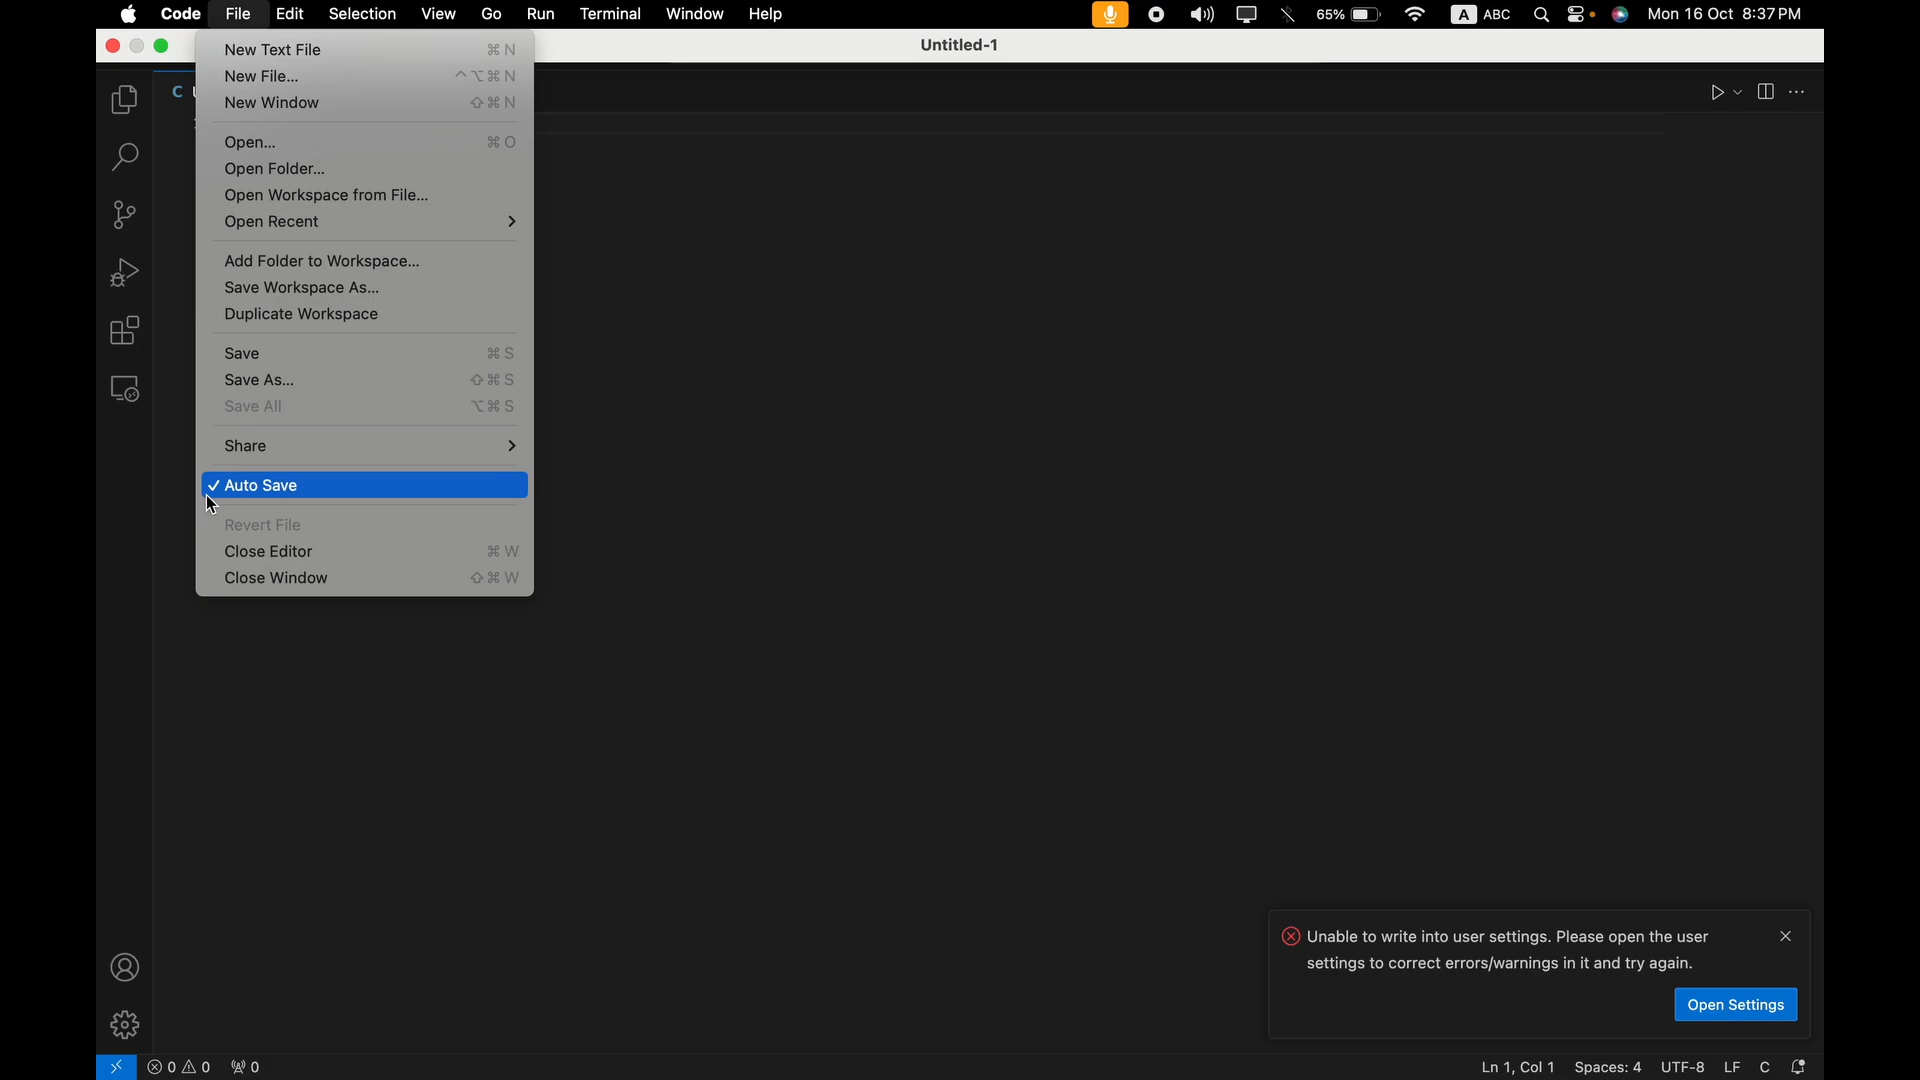 Code File Edit Selection View Go Run Terminal Window Help 65% A ABC Mon 16 Oct 8:37 PM
Untitled-1
New Text File ⌘ N
New File... ^ ⌥ ⌘ N
C
New Window ⇧ ⌘ N
Open... ⌘ O
Open Folder...
Open Workspace from File...
Open Recent >
Add Folder to Workspace...
Save Workspace As...
Duplicate Workspace
Save ⌘ S
Save As... ⇧ ⌘ S
Save All ⌥ ⌘ S
Share >
✓ Auto Save
Revert File
Close Editor ⌘ W
Close Window ⇧ ⌘ W
Unable to write into user settings. Please open the user
settings to correct errors/warnings in it and try again.
Open Settings
0 0 0 Ln 1, Col 1 Spaces: 4 UTF-8 LF C